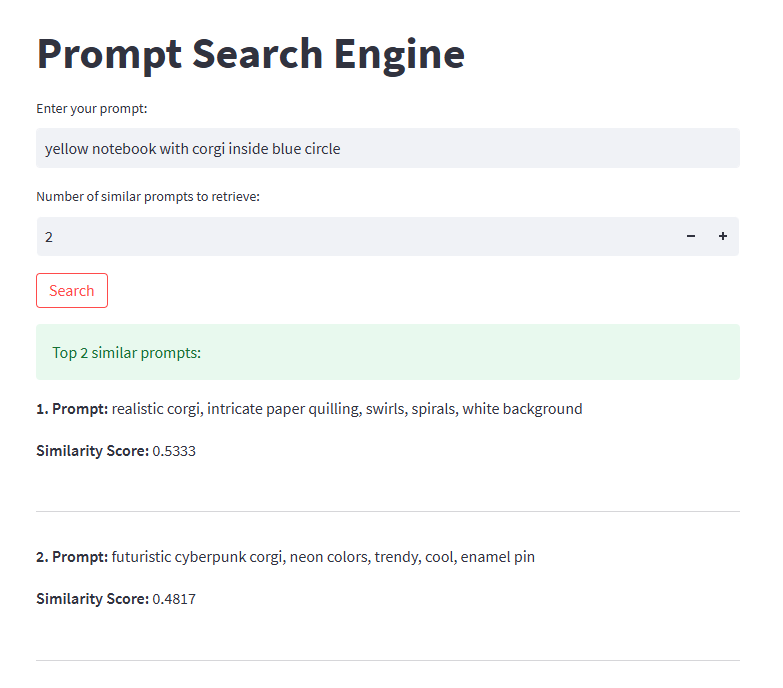 Prompt Search Engine
Enter your prompt:
yellow notebook with corgi inside blue circle
Number of similar prompts to retrieve:
2 − +
Search
Top 2 similar prompts:
1. Prompt: realistic corgi, intricate paper quilling, swirls, spirals, white background
Similarity Score: 0.5333
2. Prompt: futuristic cyberpunk corgi, neon colors, trendy, cool, enamel pin
Similarity Score: 0.4817